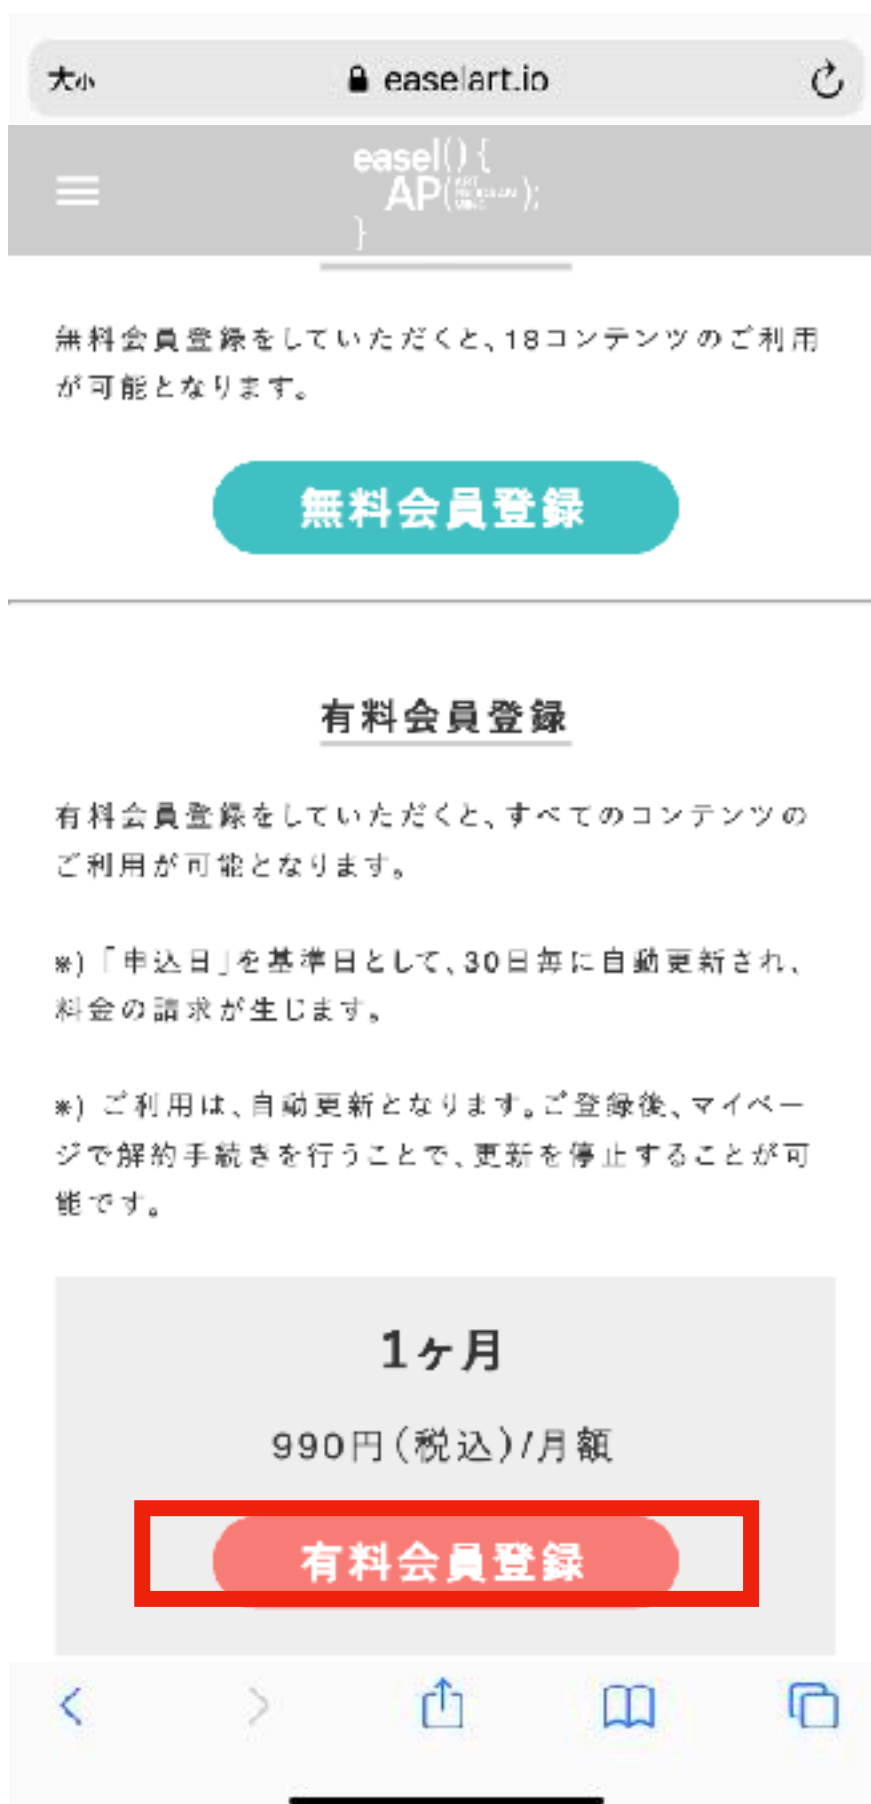 大小 easelart.io
easel() {
AP(ART );
}
無料会員登録をしていただくと、18コンテンツのご利用
が可能となります。
無料会員登録
有料会員登録
有料会員登録をしていただくと、すべてのコンテンツの
ご利用が可能となります。
※)「申込日」を基準日として、30日毎に自動更新され、
料金の請求が生じます。
※) ご利用は、自動更新となります。ご登録後、マイペー
ジで解約手続きを行うことで、更新を停止することが可
能です。
1ヶ月
990円(税込)/月額
有料会員登録